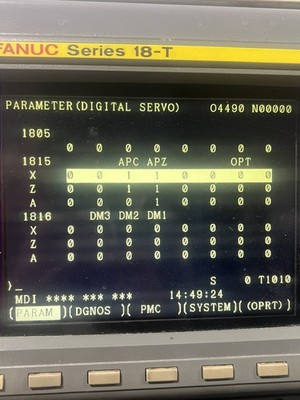 FANUC Series 18-T
PARAMETER(DIGITAL SERVO) O4490 N00000
1805
0 0 0 0 0 0 0 0
1815 APC APZ OPT
X 0 0 1 1 0 0 0 0
Z 0 0 1 1 0 0 0 0
A 0 0 0 1 0 0 0 0
1816 DM3 DM2 DM1
X 0 0 0 0 0 0 0 0
Z 0 0 0 0 0 0 0 0
A 0 0 0 0 0 0 0 0
)_ S 0 T1010
MDI **** *** *** 14:49:24
(PARAM )(DGNOS )( PMC )(SYSTEM)((OPRT))